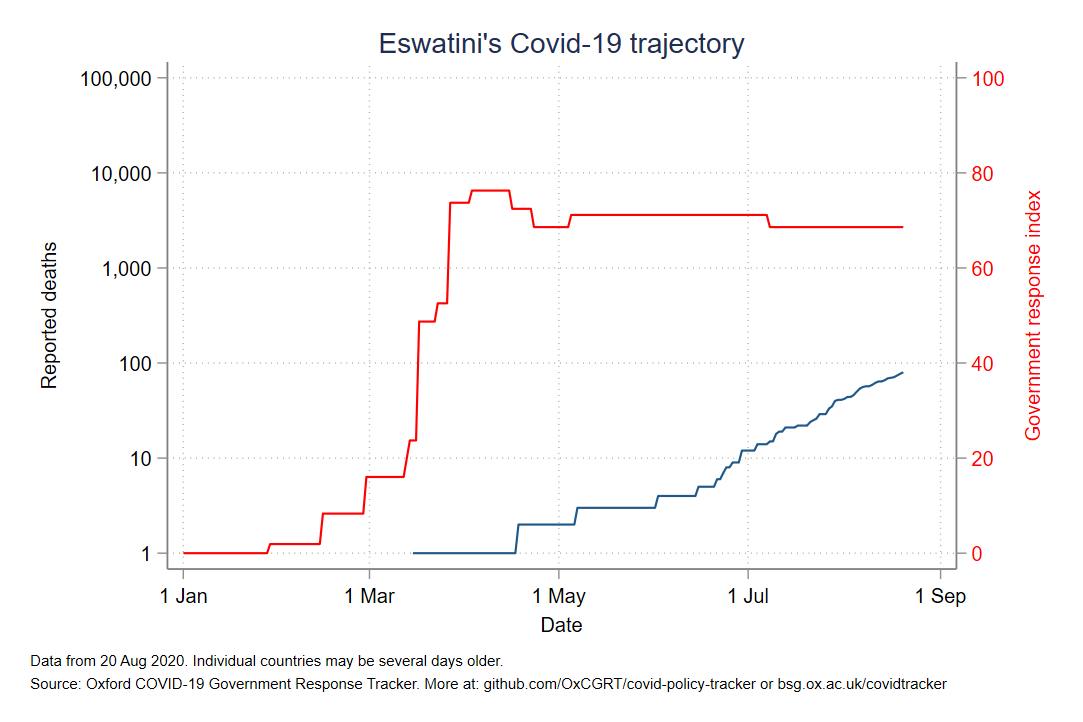 Eswatini's Covid-19 trajectory
100,000
10,000
1,000
100
10
1
Reported deaths
100
80
60
40
20
0
Government response index
1 Jan
1 Mar
1 May
1 Jul
1 Sep
Date
Data from 20 Aug 2020. Individual countries may be several days older.
Source: Oxford COVID-19 Government Response Tracker. More at: github.com/OxCGRT/covid-policy-tracker or bsg.ox.ac.uk/covidtracker